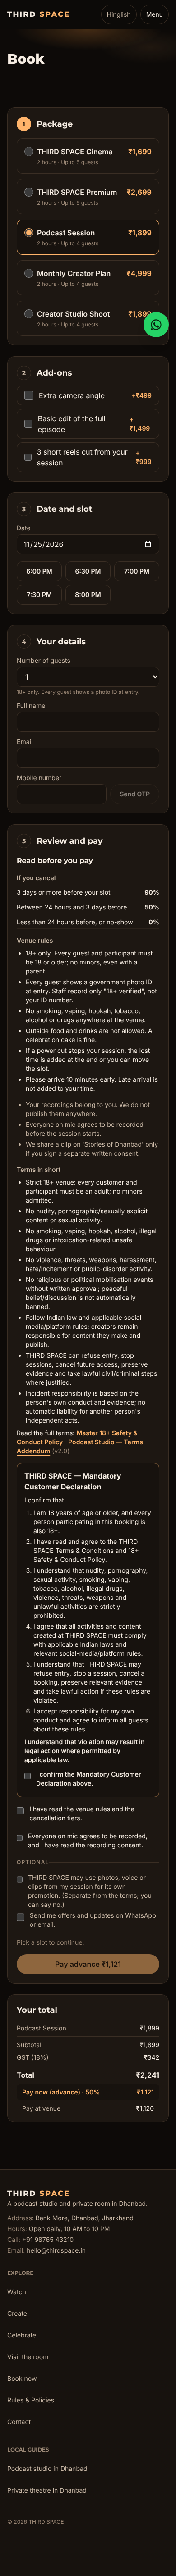 THIRD SPACE
Hinglish
Menu
Book
1 Package
THIRD SPACE Cinema ₹1,699
2 hours · Up to 5 guests
THIRD SPACE Premium ₹2,699
2 hours · Up to 5 guests
Podcast Session ₹1,899
2 hours · Up to 4 guests
Monthly Creator Plan ₹4,999
2 hours · Up to 4 guests
Creator Studio Shoot ₹1,899
2 hours · Up to 4 guests
2 Add-ons
Extra camera angle +₹499
Basic edit of the full
episode
+
₹1,499
3 short reels cut from your
session
+
₹999
3 Date and slot
Date
11/25/2026
6:00 PM 6:30 PM 7:00 PM
7:30 PM 8:00 PM
4 Your details
Number of guests
1
18+ only. Every guest shows a photo ID at entry.
Full name
Email
Mobile number
Send OTP
5 Review and pay
Read before you pay
If you cancel
3 days or more before your slot 90%
Between 24 hours and 3 days before 50%
Less than 24 hours before, or no-show 0%
Venue rules
• 18+ only. Every guest and participant must
be 18 or older; no minors, even with a
parent.
• Every guest shows a government photo ID
at entry. Staff record only "18+ verified", not
your ID number.
• No smoking, vaping, hookah, tobacco,
alcohol or drugs anywhere at the venue.
• Outside food and drinks are not allowed. A
celebration cake is fine.
• If a power cut stops your session, the lost
time is added at the end or you can move
the slot.
• Please arrive 10 minutes early. Late arrival is
not added to your time.
• Your recordings belong to you. We do not
publish them anywhere.
• Everyone on mic agrees to be recorded
before the session starts.
• We share a clip on 'Stories of Dhanbad' only
if you sign a separate written consent.
Terms in short
• Strict 18+ venue: every customer and
participant must be an adult; no minors
admitted.
• No nudity, pornographic/sexually explicit
content or sexual activity.
• No smoking, vaping, hookah, alcohol, illegal
drugs or intoxication-related unsafe
behaviour.
• No violence, threats, weapons, harassment,
hate/incitement or public-disorder activity.
• No religious or political mobilisation events
without written approval; peaceful
belief/discussion is not automatically
banned.
• Follow Indian law and applicable social-
media/platform rules; creators remain
responsible for content they make and
publish.
• THIRD SPACE can refuse entry, stop
sessions, cancel future access, preserve
evidence and take lawful civil/criminal steps
where justified.
• Incident responsibility is based on the
person's own conduct and evidence; no
automatic liability for another person's
independent acts.
Read the full terms: Master 18+ Safety &
Conduct Policy · Podcast Studio — Terms
Addendum (v2.0)
THIRD SPACE — Mandatory
Customer Declaration
I confirm that:
1. I am 18 years of age or older, and every
person participating in this booking is
also 18+.
2. I have read and agree to the THIRD
SPACE Terms & Conditions and 18+
Safety & Conduct Policy.
3. I understand that nudity, pornography,
sexual activity, smoking, vaping,
tobacco, alcohol, illegal drugs,
violence, threats, weapons and
unlawful activities are strictly
prohibited.
4. I agree that all activities and content
created at THIRD SPACE must comply
with applicable Indian laws and
relevant social-media/platform rules.
5. I understand that THIRD SPACE may
refuse entry, stop a session, cancel a
booking, preserve relevant evidence
and take lawful action if these rules are
violated.
6. I accept responsibility for my own
conduct and agree to inform all guests
about these rules.
I understand that violation may result in
legal action where permitted by
applicable law.
I confirm the Mandatory Customer
Declaration above.
I have read the venue rules and the
cancellation tiers.
Everyone on mic agrees to be recorded,
and I have read the recording consent.
OPTIONAL
THIRD SPACE may use photos, voice or
clips from my session for its own
promotion. (Separate from the terms; you
can say no.)
Send me offers and updates on WhatsApp
or email.
Pick a slot to continue.
Pay advance ₹1,121
Your total
Podcast Session ₹1,899
Subtotal ₹1,899
GST (18%) ₹342
Total ₹2,241
Pay now (advance) · 50% ₹1,121
Pay at venue ₹1,120
THIRD SPACE
A podcast studio and private room in Dhanbad.
Address: Bank More, Dhanbad, Jharkhand
Hours: Open daily, 10 AM to 10 PM
Call: +91 98765 43210
Email: hello@thirdspace.in
EXPLORE
Watch
Create
Celebrate
Visit the room
Book now
Rules & Policies
Contact
LOCAL GUIDES
Podcast studio in Dhanbad
Private theatre in Dhanbad
© 2026 THIRD SPACE